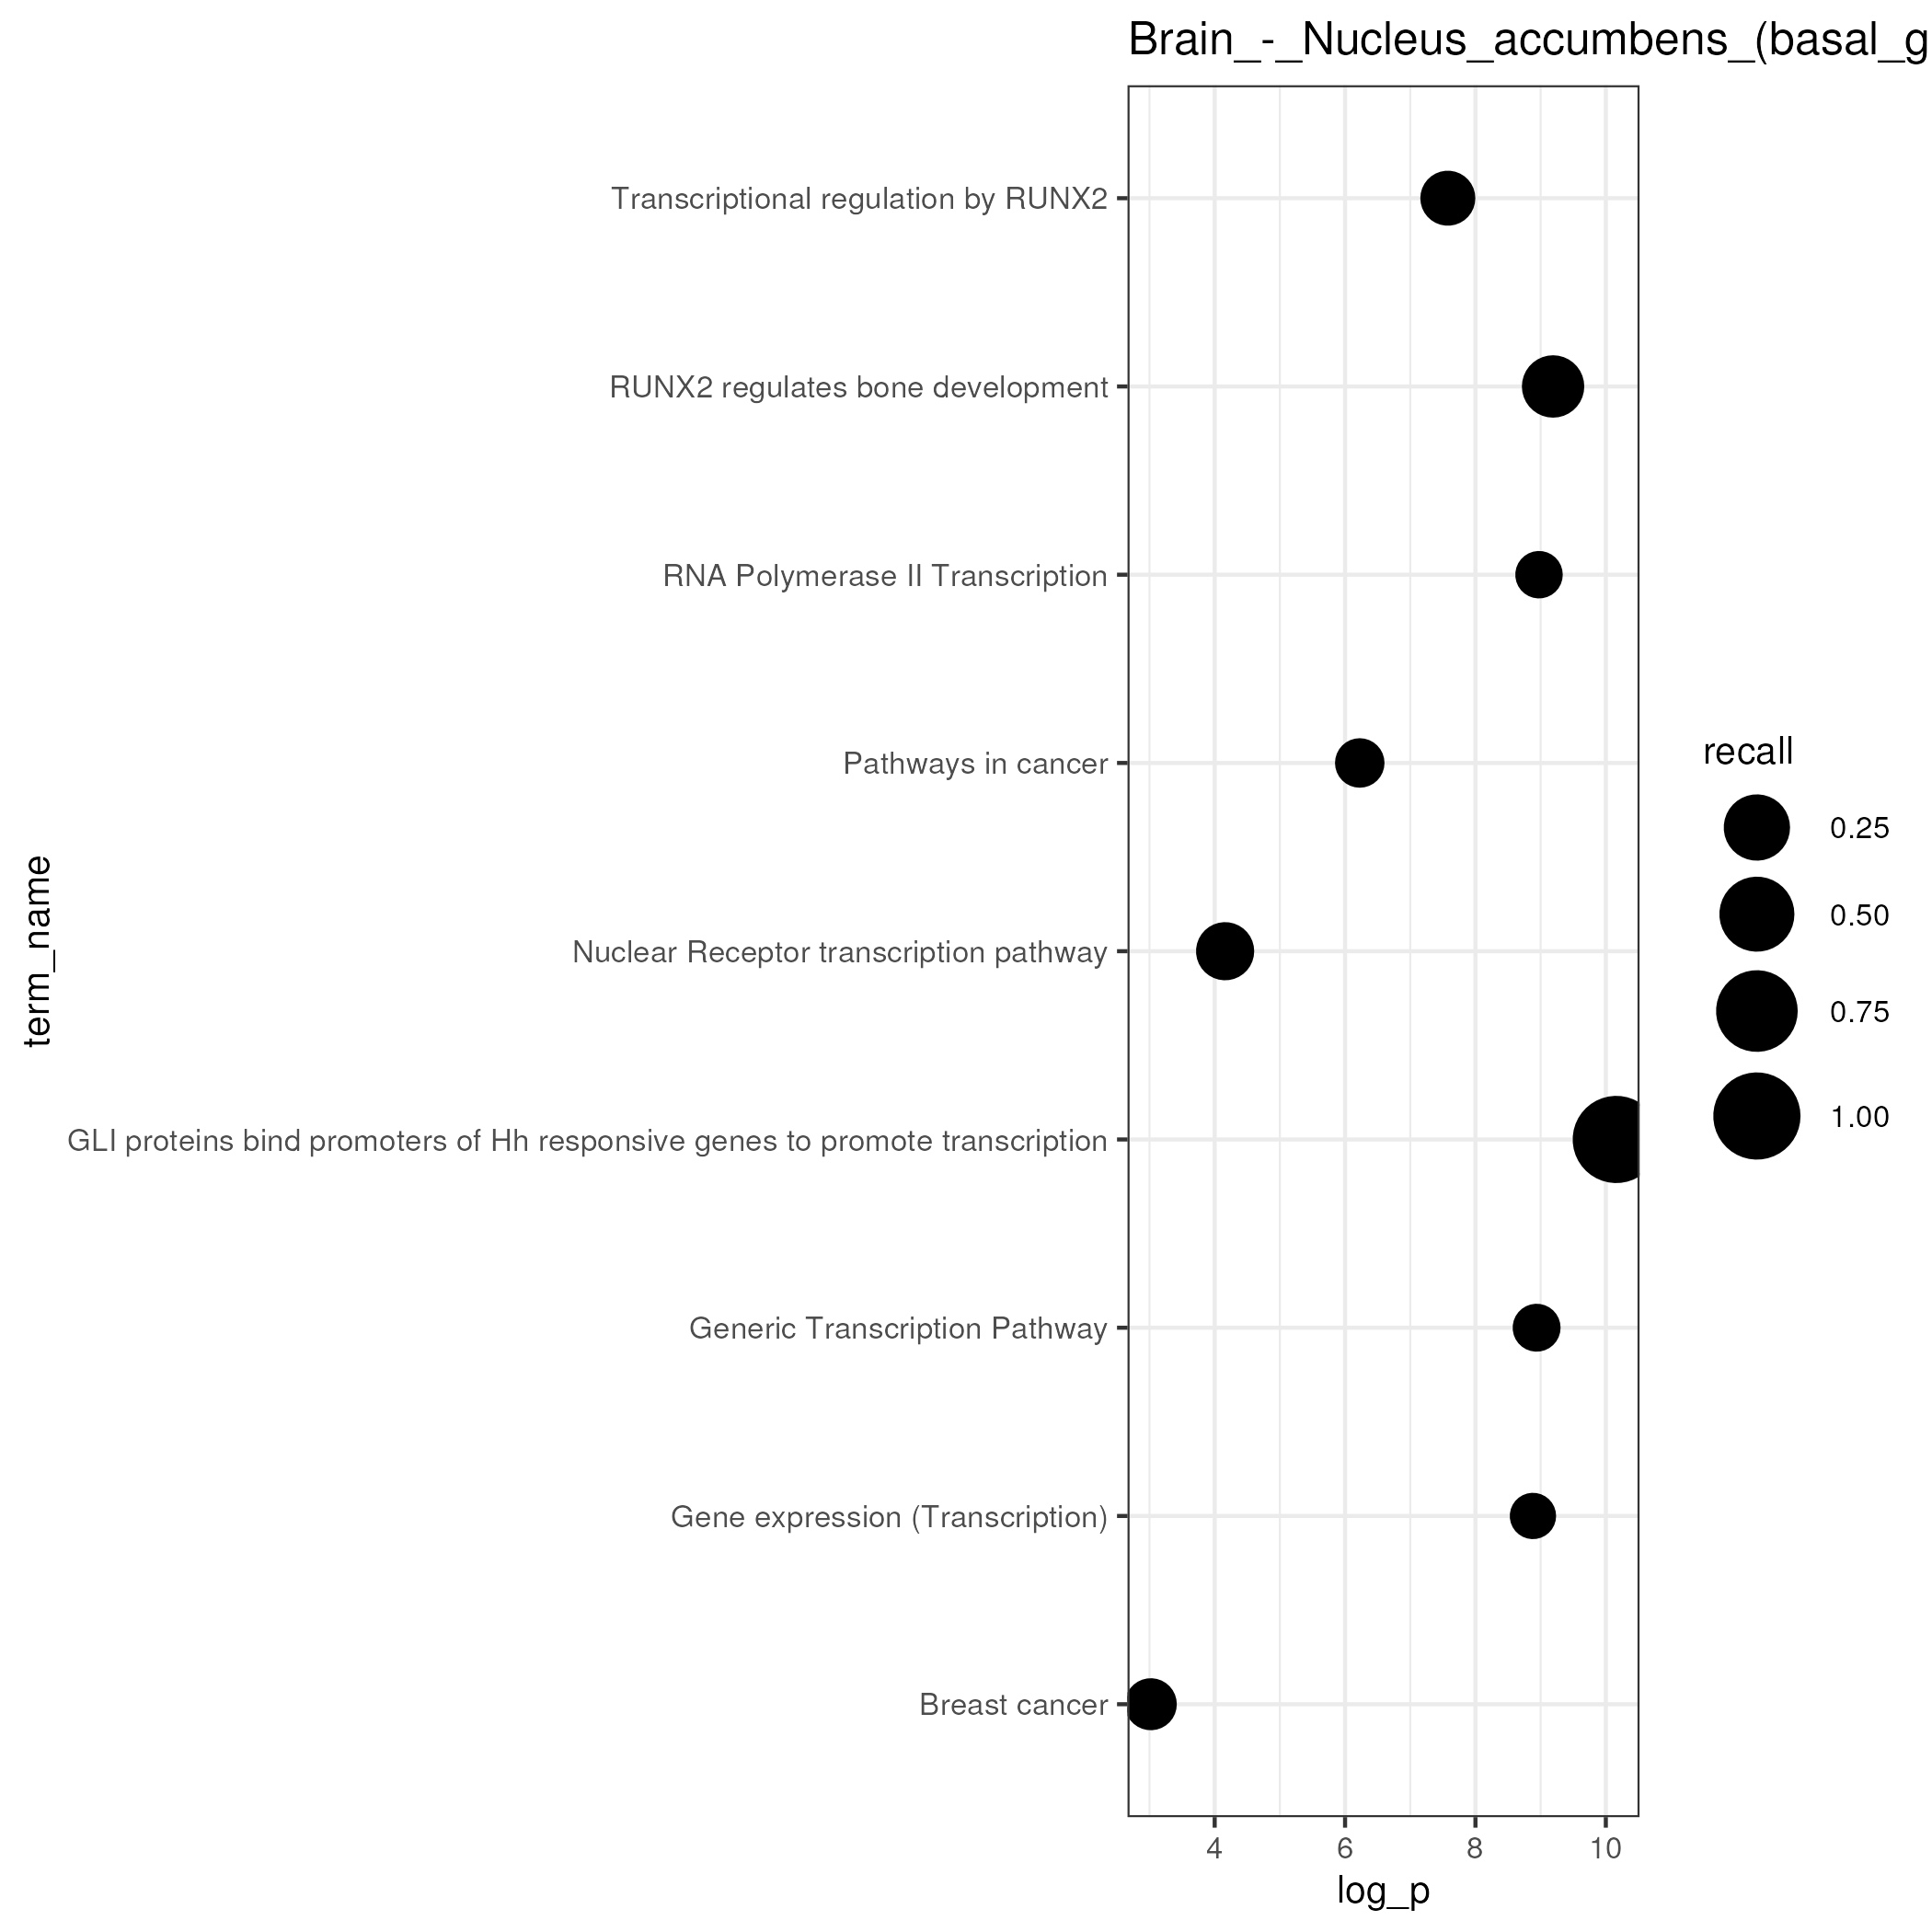 Brain_-_Nucleus_accumbens_(basal_g
term_name
Transcriptional regulation by RUNX2
RUNX2 regulates bone development
RNA Polymerase II Transcription
Pathways in cancer
Nuclear Receptor transcription pathway
GLI proteins bind promoters of Hh responsive genes to promote transcription
Generic Transcription Pathway
Gene expression (Transcription)
Breast cancer
4 6 8 10
log_p
recall
0.25
0.50
0.75
1.00